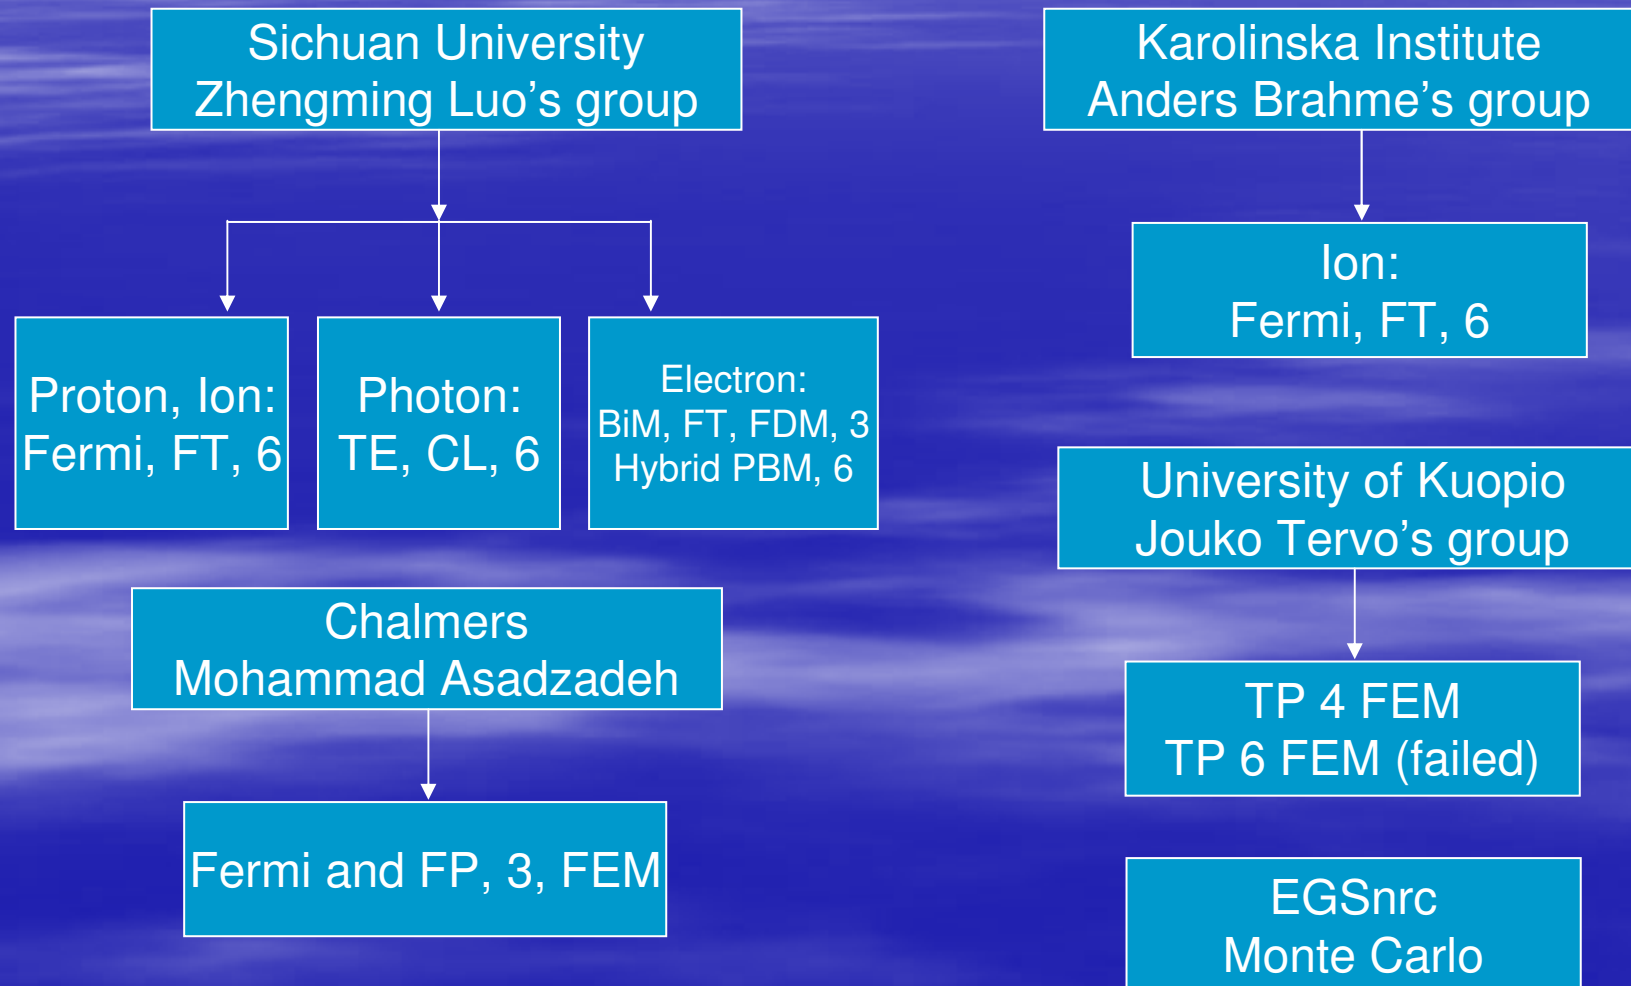 Sichuan University
Zhengming Luo's group
Karolinska Institute
Anders Brahme's group
Ion:
Fermi, FT, 6
Proton, Ion:
Fermi, FT, 6
Photon:
TE, CL, 6
Electron:
BiM, FT, FDM, 3
Hybrid PBM, 6
University of Kuopio
Jouko Tervo's group
Chalmers
Mohammad Asadzadeh
TP 4 FEM
TP 6 FEM (failed)
Fermi and FP, 3, FEM
EGSnrc
Monte Carlo